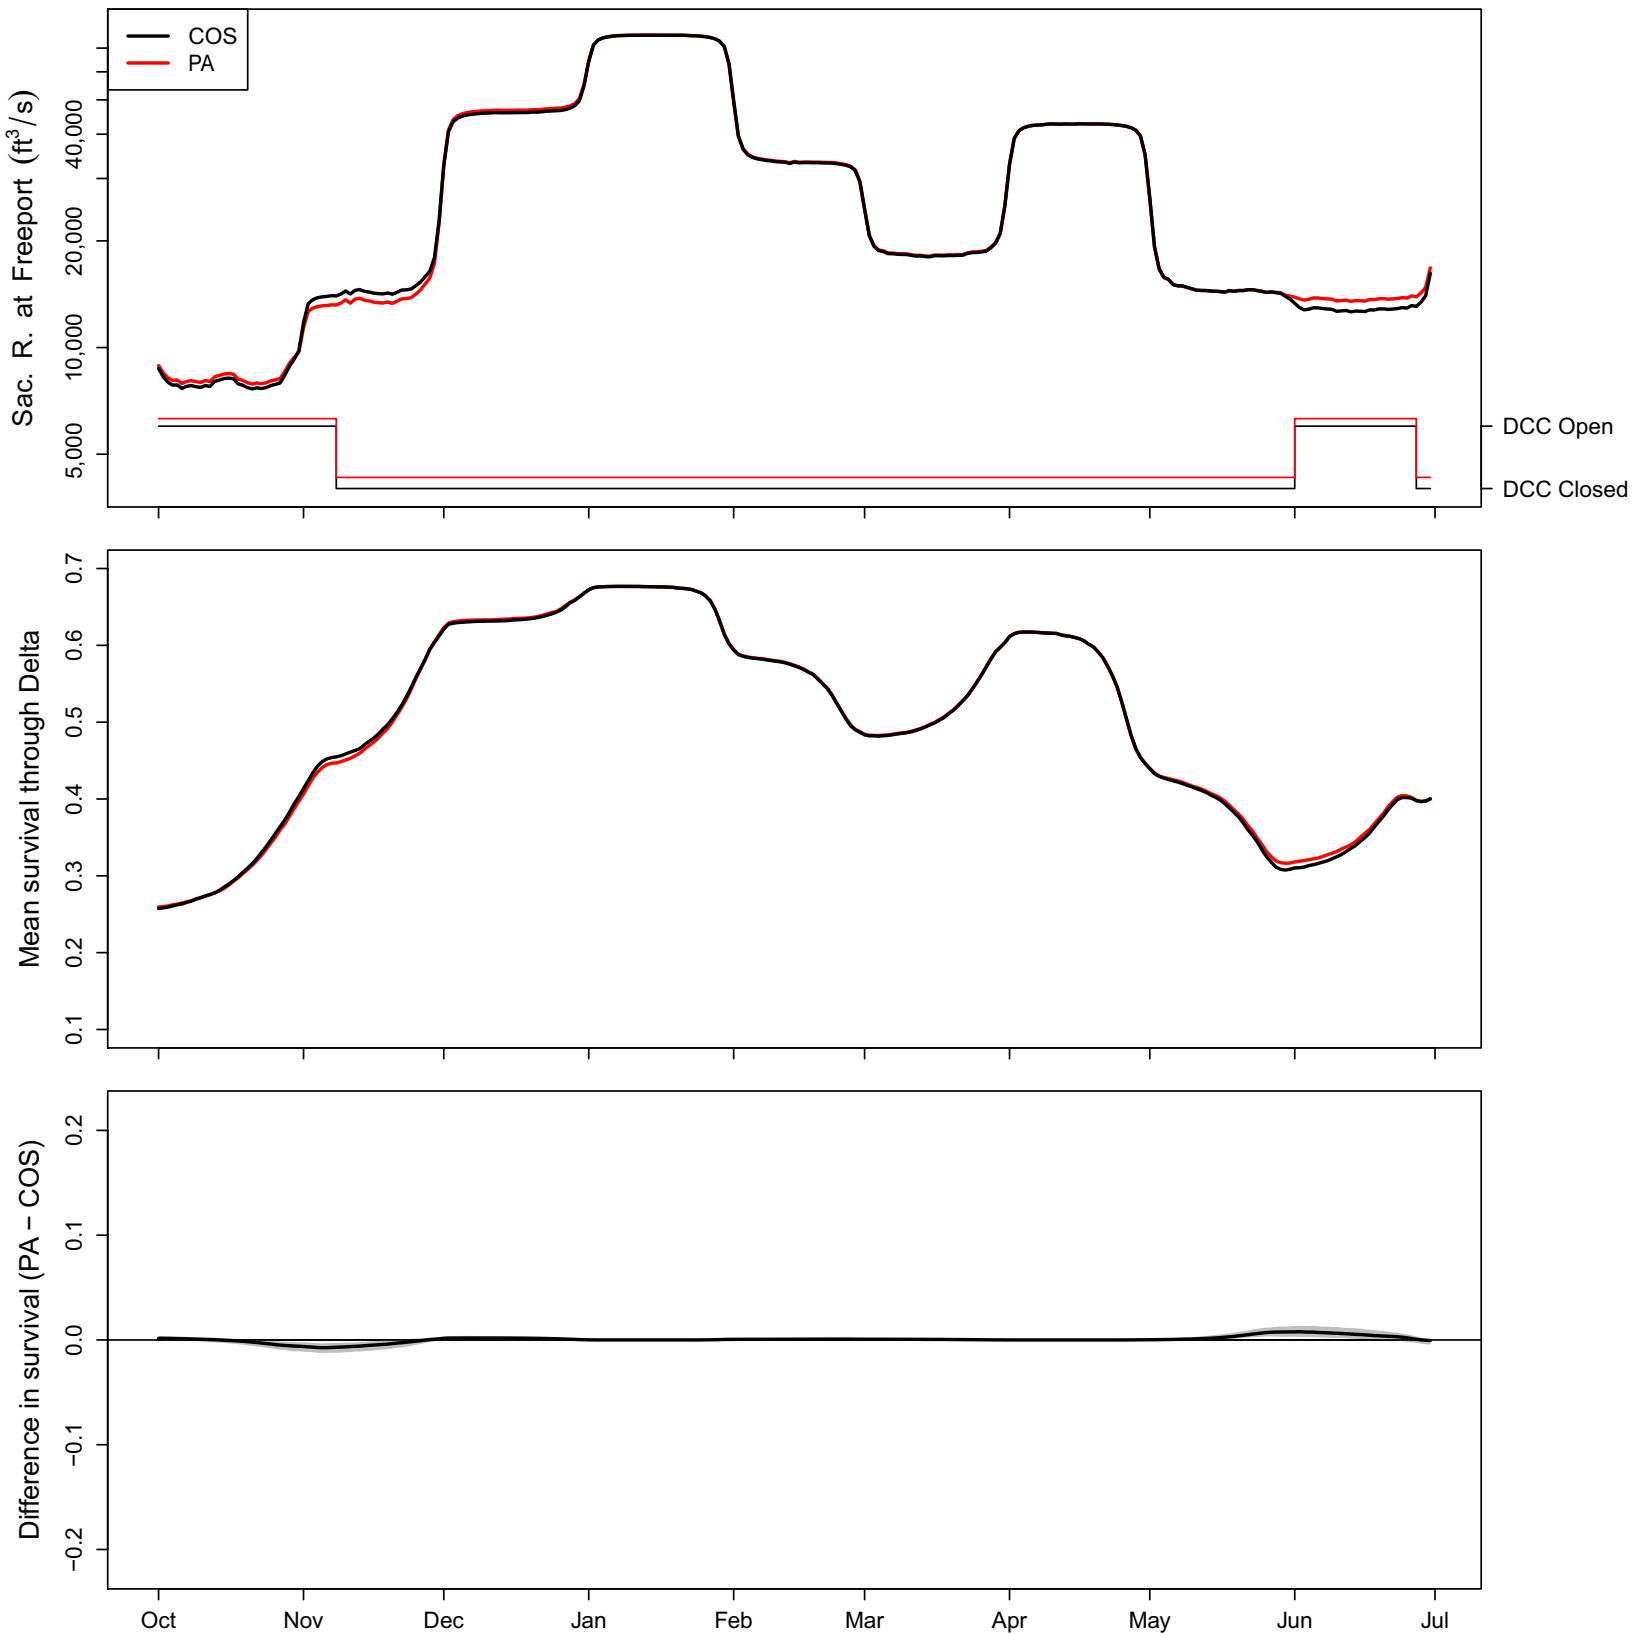 COS
PA
Sac. R. at Freeport (ft³/s)
40,000
20,000
10,000
5,000
DCC Open
DCC Closed
Mean survival through Delta
0.7
0.6
0.5
0.4
0.3
0.2
0.1
Difference in survival (PA − COS)
0.2
0.1
0.0
−0.1
−0.2
Oct Nov Dec Jan Feb Mar Apr May Jun Jul